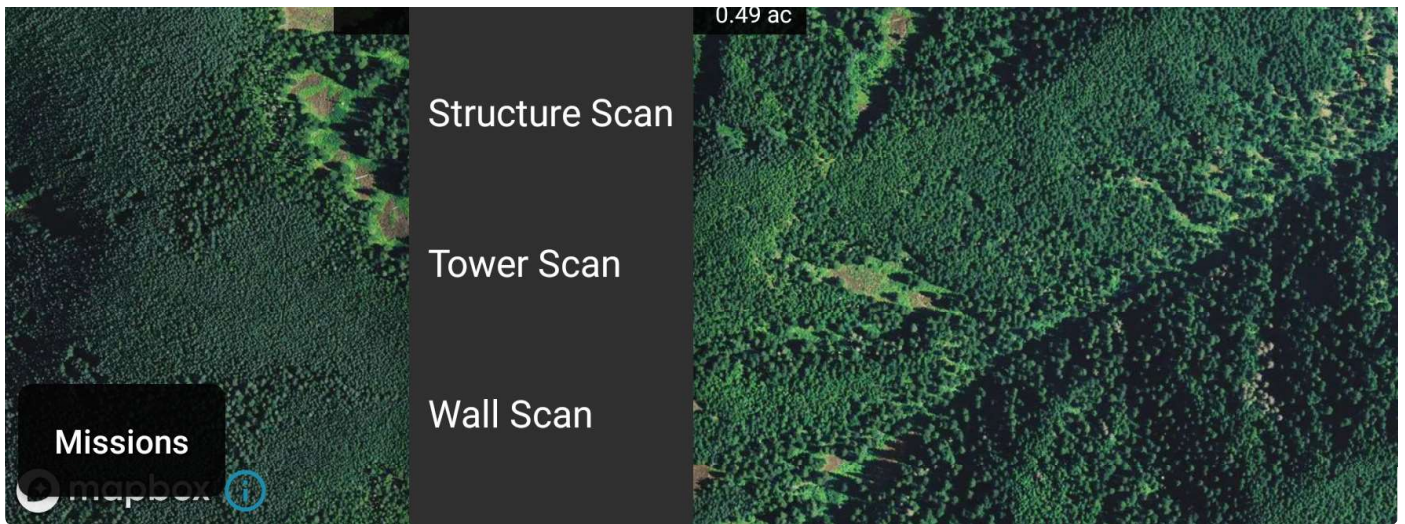 0.49 ac
Structure Scan
Tower Scan
Wall Scan
Missions
mapbox